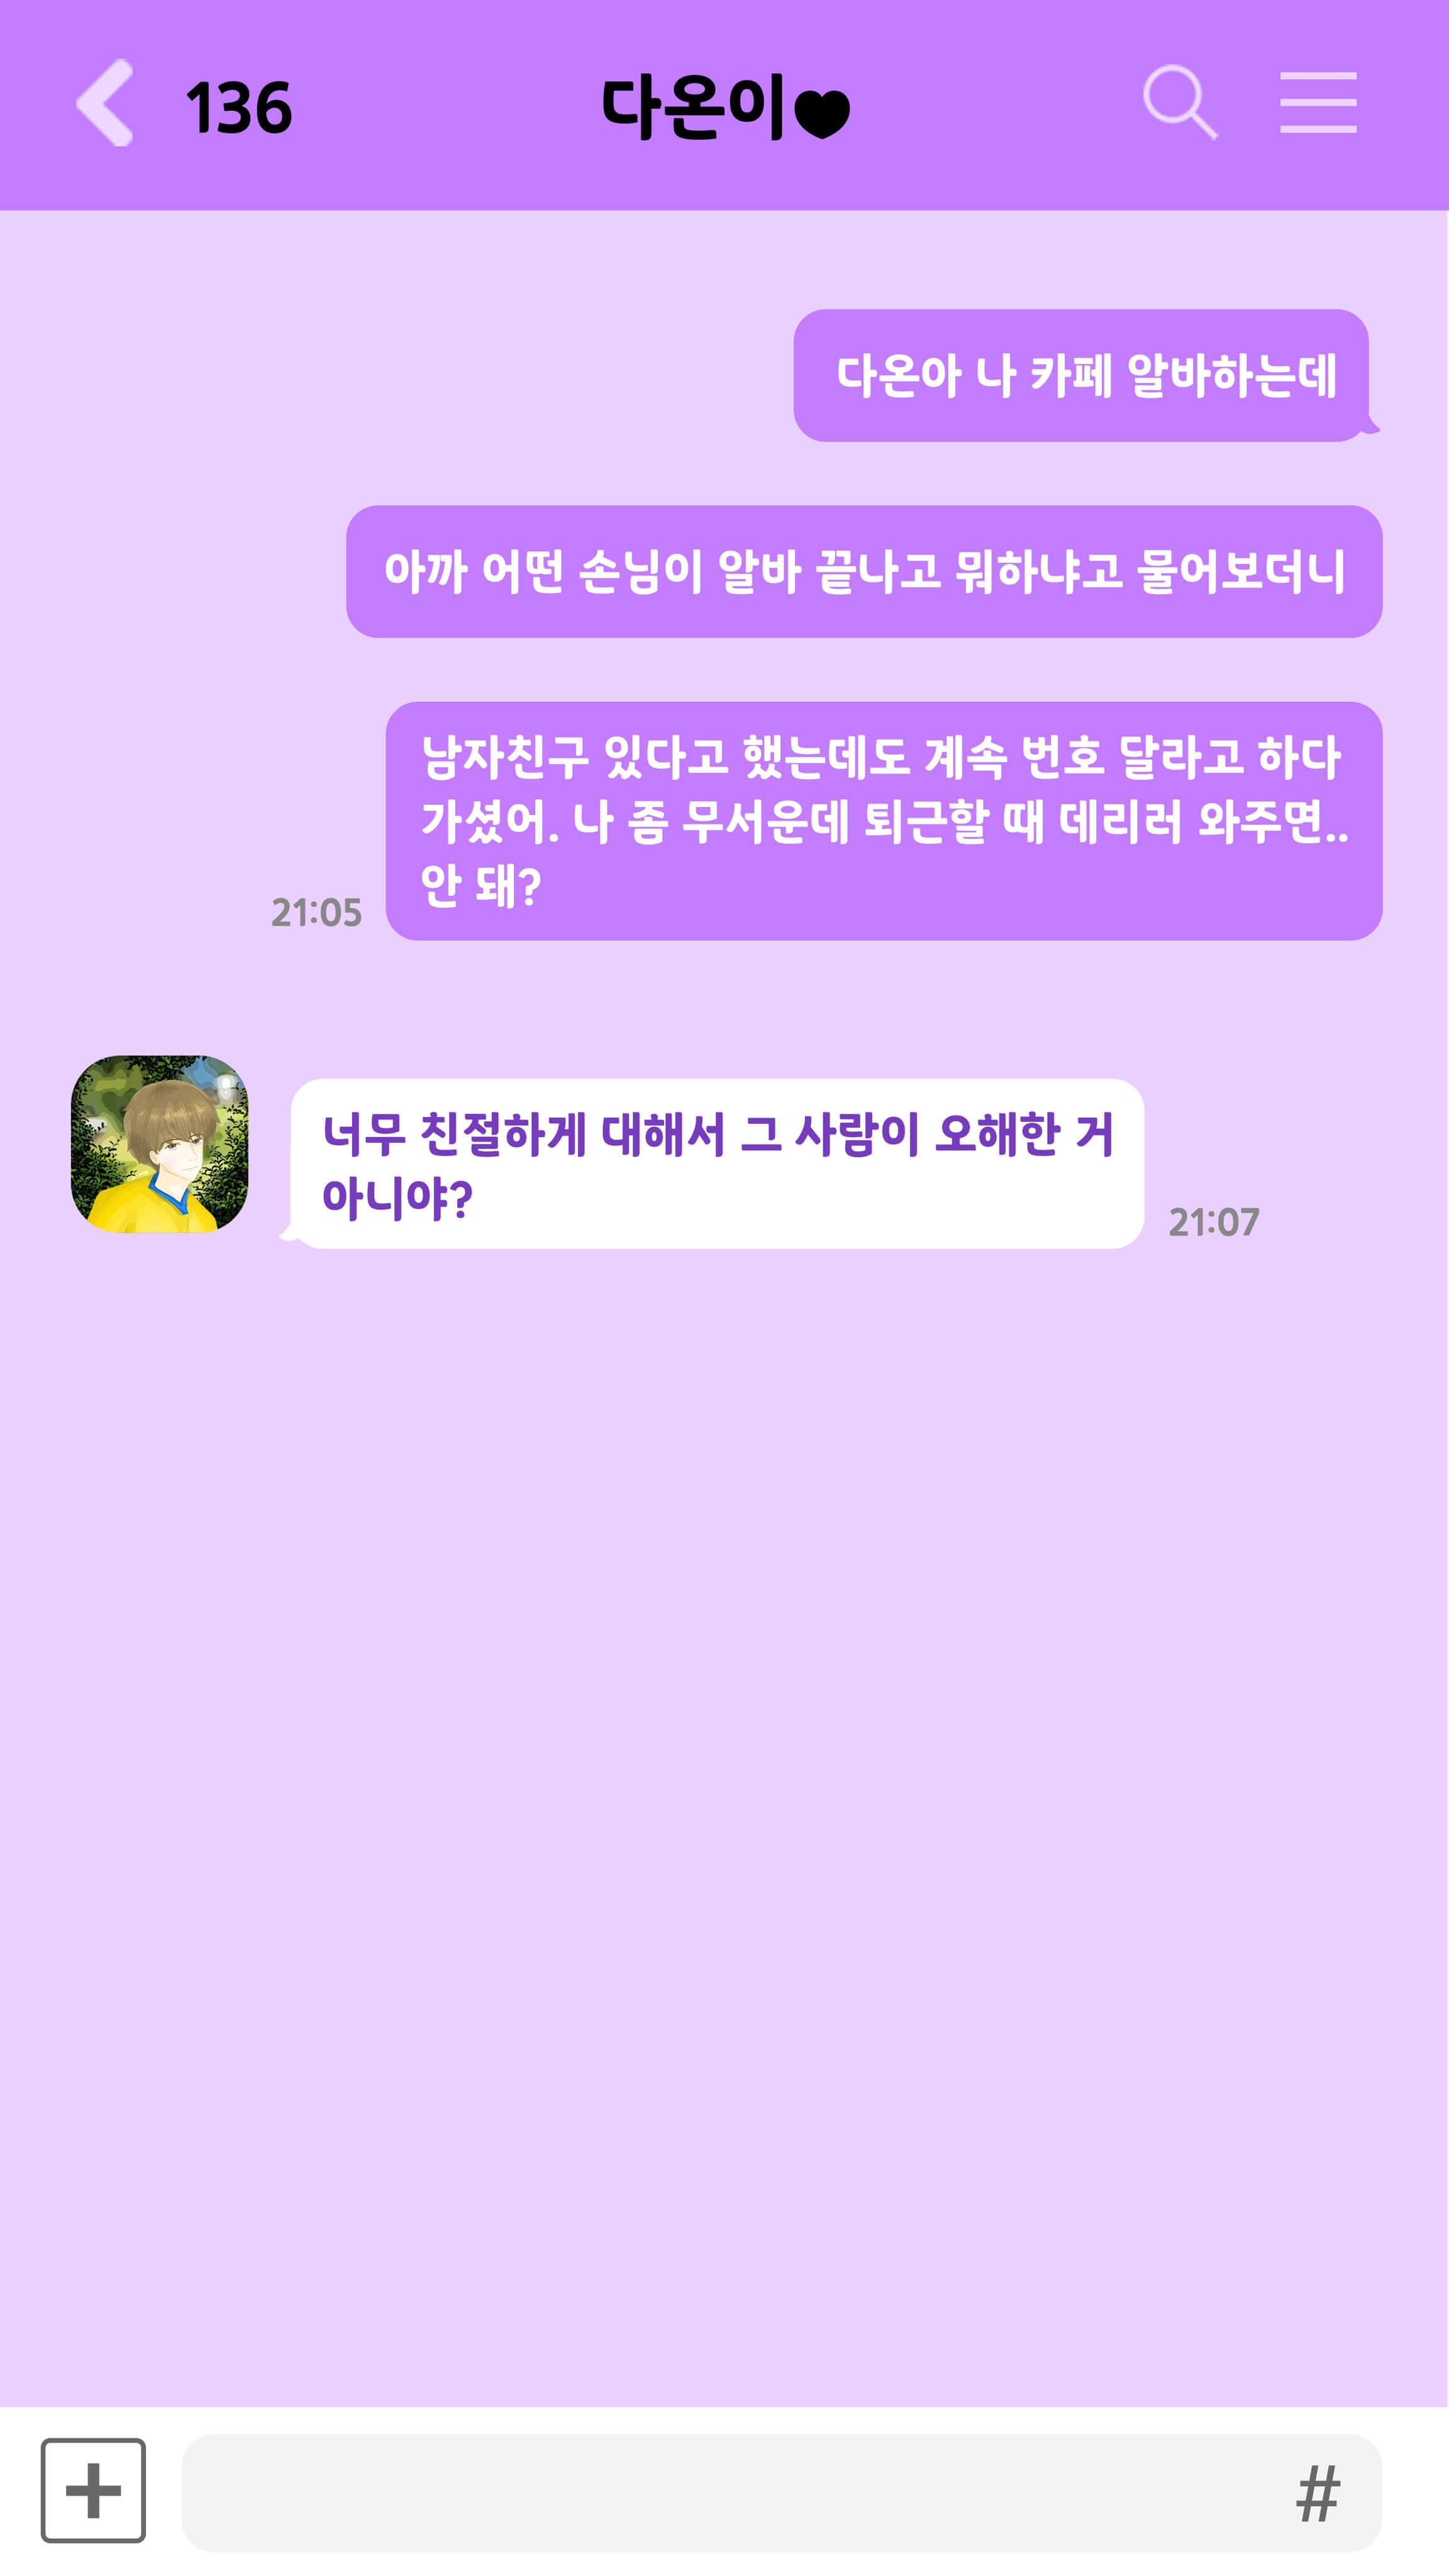 136
다온이♥
다온아 나 카페 알바하는데
아까 어떤 손님이 알바 끝나고 뭐하냐고 물어보더니
남자친구 있다고 했는데도 계속 번호 달라고 하다
가셨어. 나 좀 무서운데 퇴근할 때 데리러 와주면..
안 돼?
21:05
너무 친절하게 대해서 그 사람이 오해한 거
아니야?
21:07
#